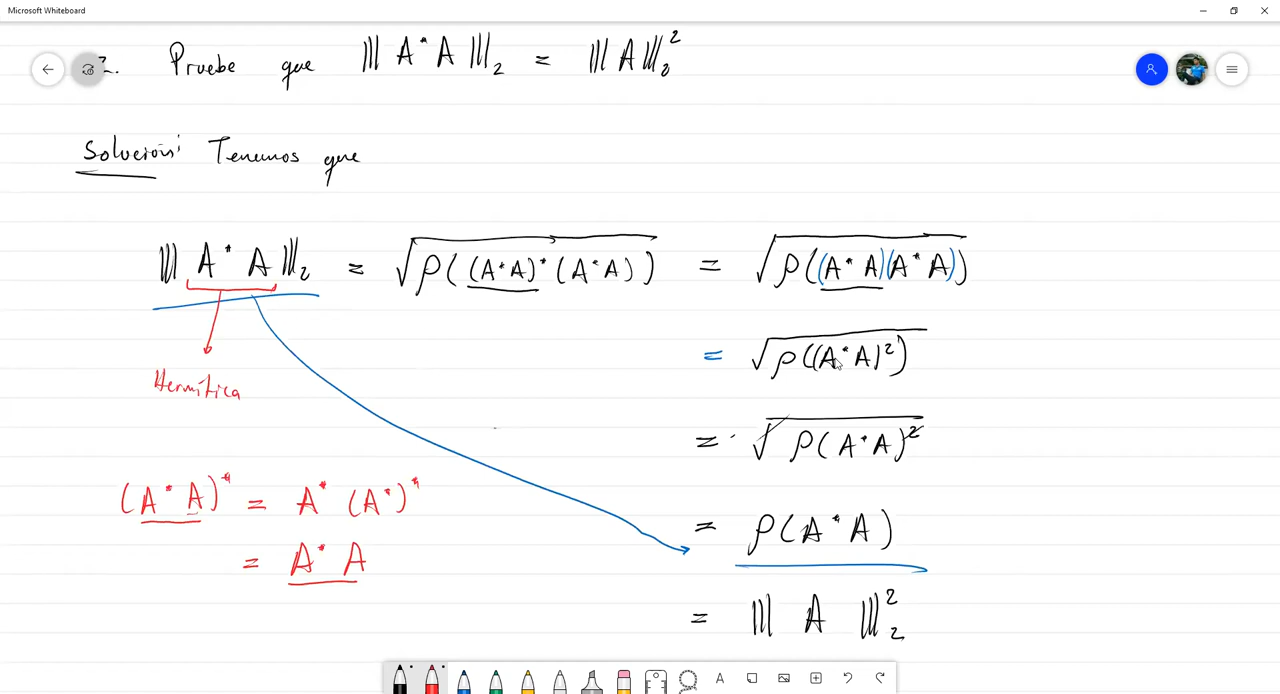 Microsoft Whiteboard
2. Pruebe que ||| A* A |||₂ = ||| A |||₂²
Solución: Tenemos que
||| A* A |||₂ = √ρ( (A*A)* (A*A) ) = √ρ( (A* A)(A* A) )
= √ρ((A* A)²)
Hermítica
= √ρ(A*A)²
(A* A)* = A* (A*)*
= ρ(A* A)
= A* A
= ||| A |||₂²
A